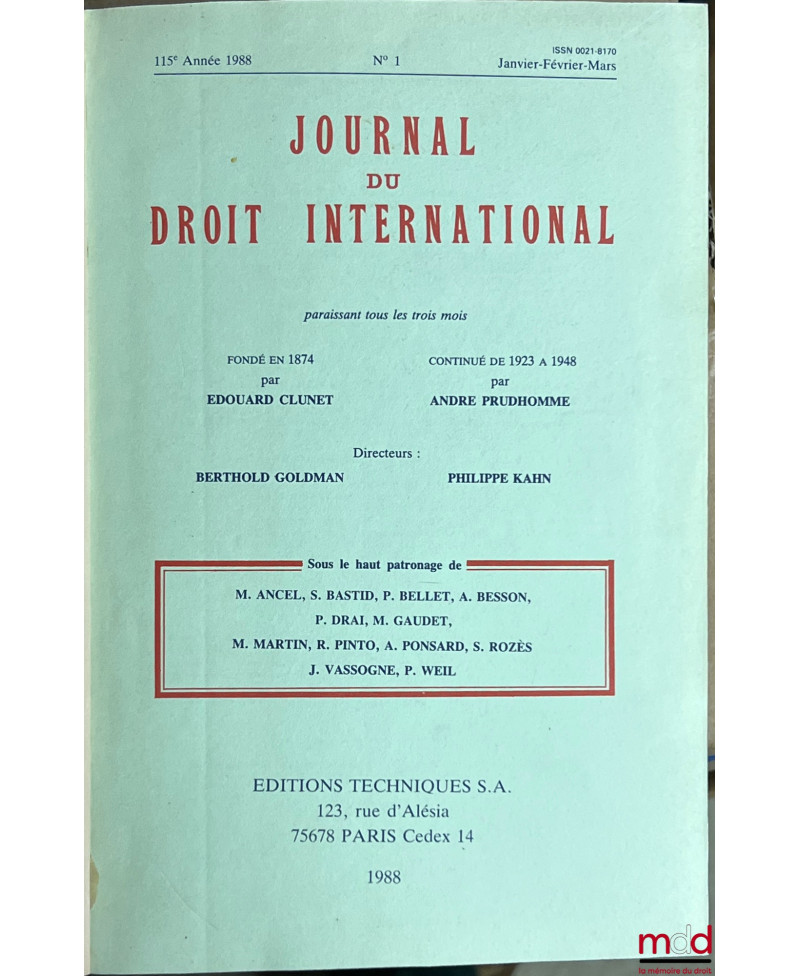 ISSN 0021-8170
115e Année 1988 No 1 Janvier-Février-Mars
JOURNAL
DU
DROIT INTERNATIONAL
paraissant tous les trois mois
FONDÉ EN 1874 CONTINUÉ DE 1923 A 1948
par par
EDOUARD CLUNET ANDRE PRUDHOMME
Directeurs :
BERTHOLD GOLDMAN PHILIPPE KAHN
Sous le haut patronage de
M. ANCEL, S. BASTID, P. BELLET, A. BESSON,
P. DRAI, M. GAUDET,
M. MARTIN, R. PINTO, A. PONSARD, S. ROZÈS
J. VASSOGNE, P. WEIL
EDITIONS TECHNIQUES S.A.
123, rue d'Alésia
75678 PARIS Cedex 14
1988
mdd
la mémoire du droit